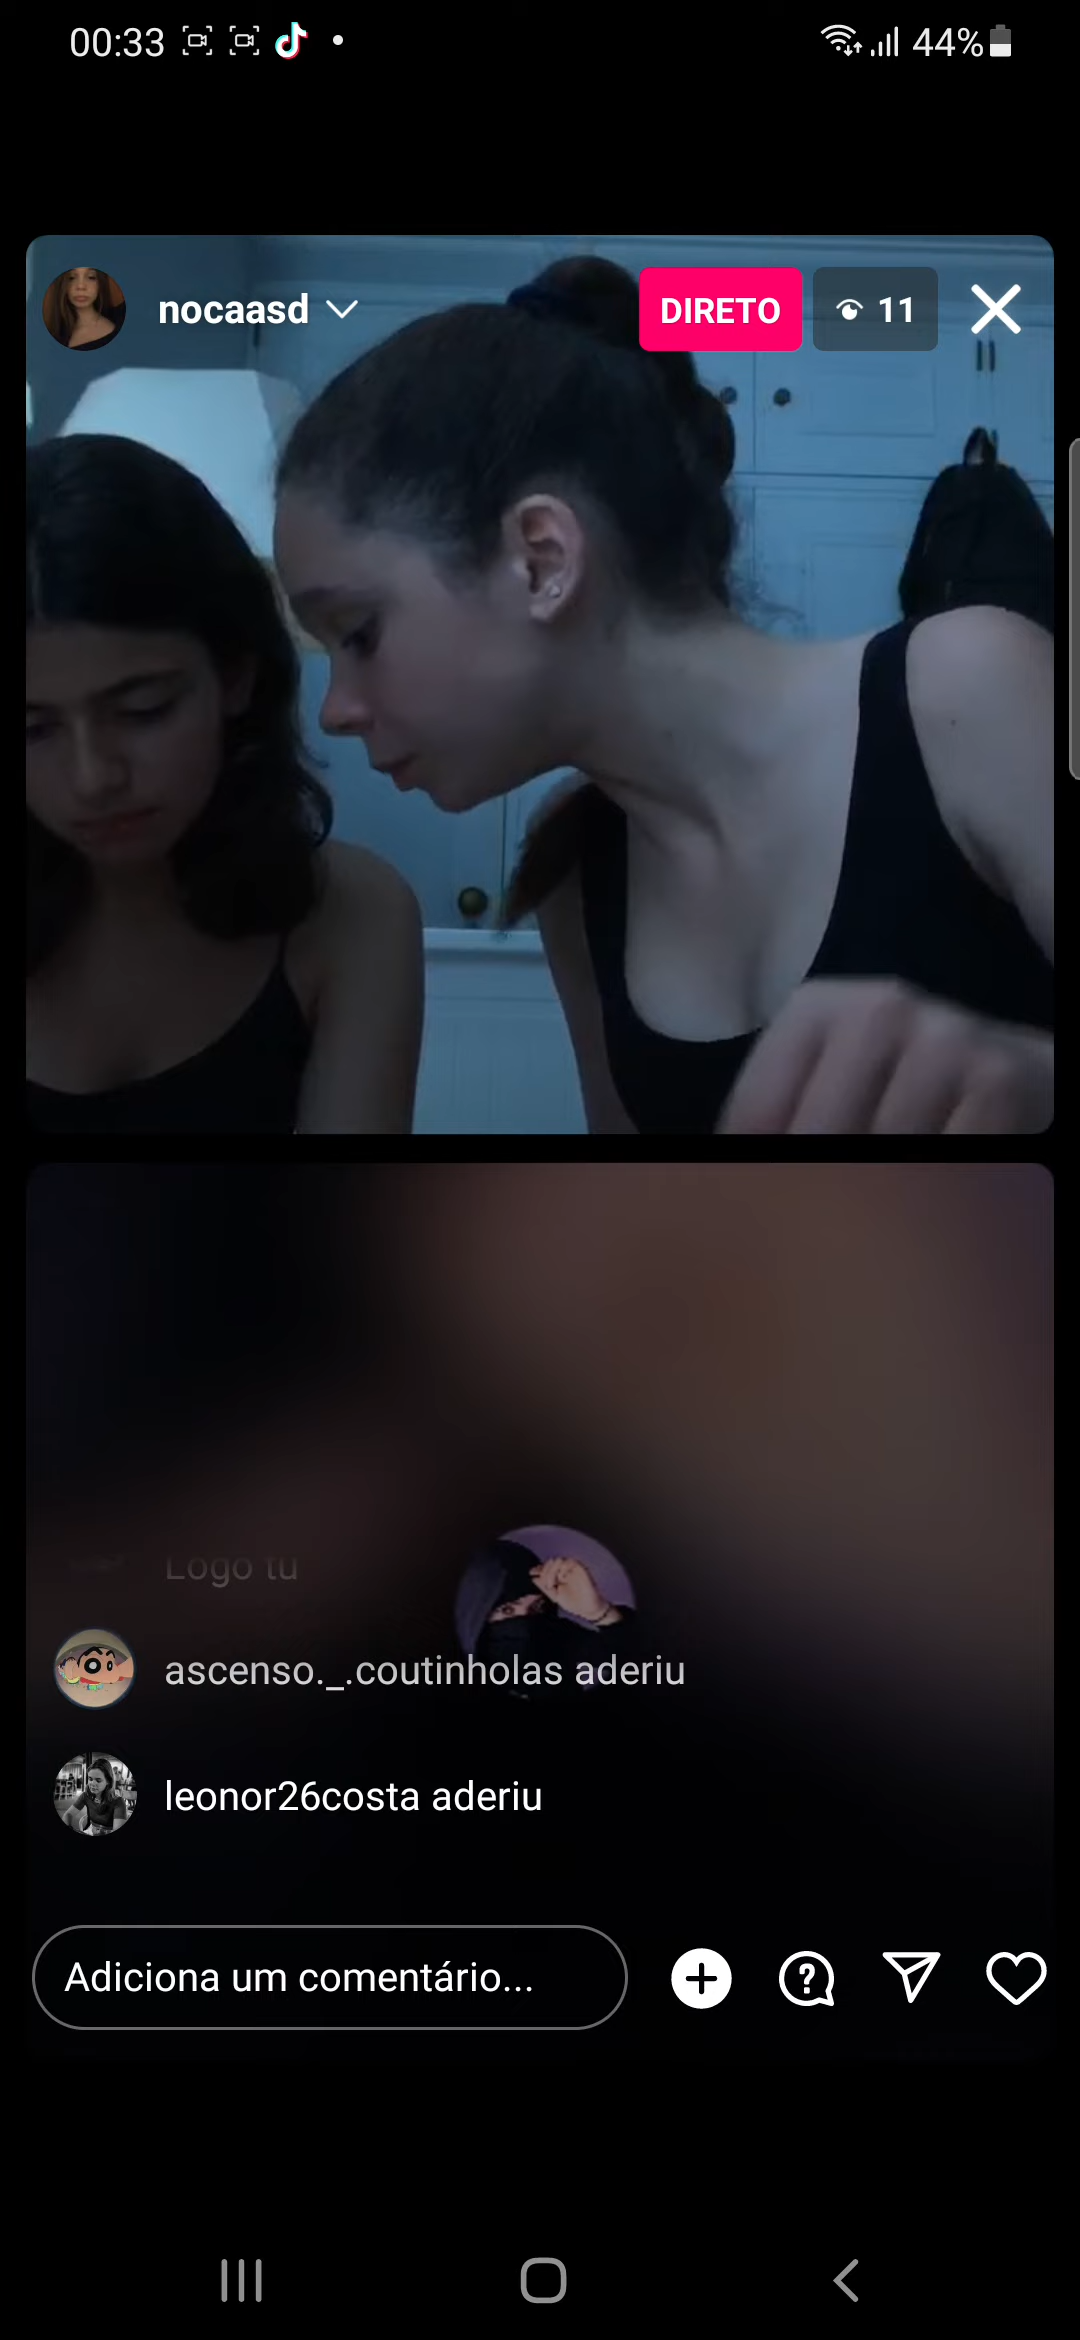 00:33
44%
nocaasd
DIRETO
11
Logo tu
ascenso._.coutinholas aderiu
leonor26costa aderiu
Adiciona um comentário...